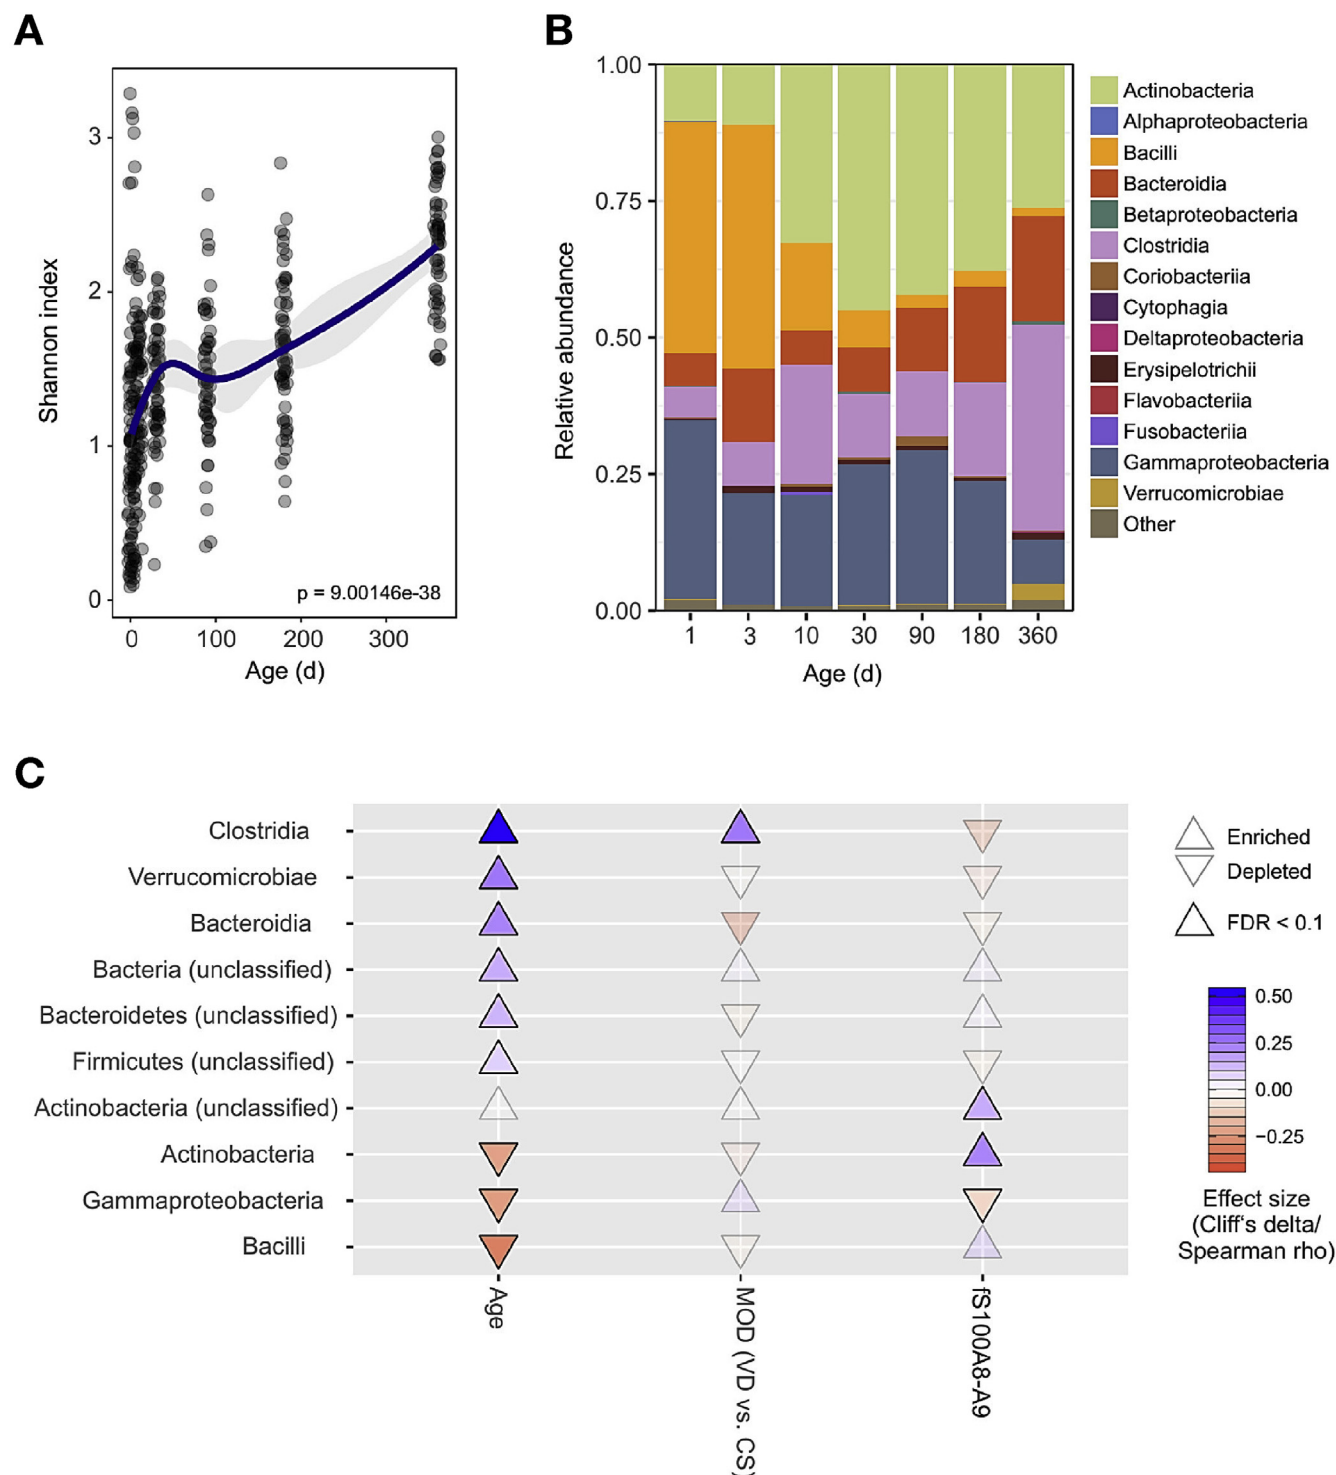 A
Shannon index
3
2
1
0
p = 9.00146e-38
0 100 200 300
Age (d)
B
Relative abundance
1.00
0.75
0.50
0.25
0.00
1 3 10 30 90 180 360
Age (d)
Actinobacteria
Alphaproteobacteria
Bacilli
Bacteroidia
Betaproteobacteria
Clostridia
Coriobacteriia
Cytophagia
Deltaproteobacteria
Erysipelotrichii
Flavobacteriia
Fusobacteriia
Gammaproteobacteria
Verrucomicrobiae
Other
C
Clostridia
Verrucomicrobiae
Bacteroidia
Bacteria (unclassified)
Bacteroidetes (unclassified)
Firmicutes (unclassified)
Actinobacteria (unclassified)
Actinobacteria
Gammaproteobacteria
Bacilli
Age
MOD (VD vs. CS)
fS100A8-A9
Enriched
Depleted
FDR < 0.1
0.50
0.25
0.00
−0.25
Effect size
(Cliff's delta/
Spearman rho)